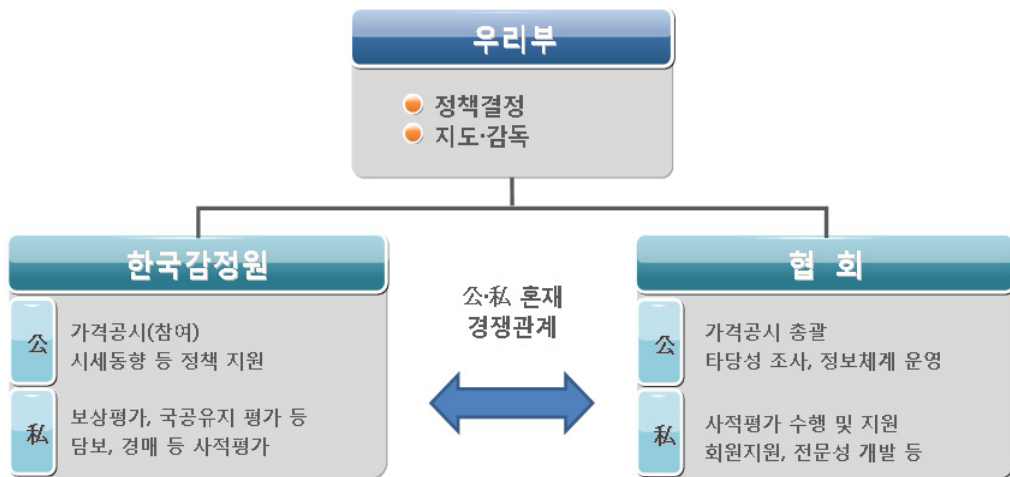 우리부
정책결정
지도·감독
한국감정원
公
가격공시(참여)
시세동향 등 정책 지원
私
보상평가, 국공유지 평가 등
담보, 경매 등 사적평가
公·私 혼재
경쟁관계
협 회
公
가격공시 총괄
타당성 조사, 정보체계 운영
私
사적평가 수행 및 지원
회원지원, 전문성 개발 등